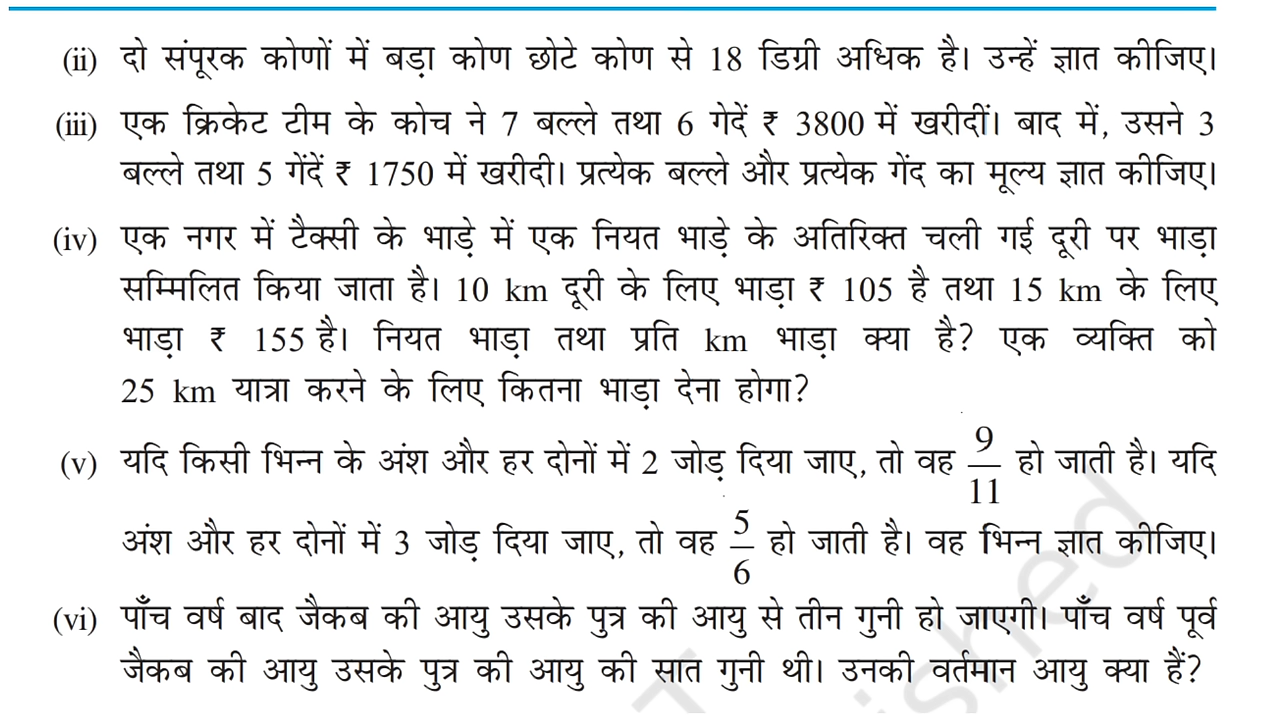 (ii) दो संपूरक कोणों में बड़ा कोण छोटे कोण से 18 डिग्री अधिक है। उन्हें ज्ञात कीजिए।
(iii) एक क्रिकेट टीम के कोच ने 7 बल्ले तथा 6 गेदें ₹ 3800 में खरीदीं। बाद में, उसने 3
बल्ले तथा 5 गेंदें ₹ 1750 में खरीदी। प्रत्येक बल्ले और प्रत्येक गेंद का मूल्य ज्ञात कीजिए।
(iv) एक नगर में टैक्सी के भाड़े में एक नियत भाड़े के अतिरिक्त चली गई दूरी पर भाड़ा
सम्मिलित किया जाता है। 10 km दूरी के लिए भाड़ा ₹ 105 है तथा 15 km के लिए
भाड़ा ₹ 155 है। नियत भाड़ा तथा प्रति km भाड़ा क्या है? एक व्यक्ति को
25 km यात्रा करने के लिए कितना भाड़ा देना होगा?
(v) यदि किसी भिन्न के अंश और हर दोनों में 2 जोड़ दिया जाए, तो वह 9/11 हो जाती है। यदि
अंश और हर दोनों में 3 जोड़ दिया जाए, तो वह 5/6 हो जाती है। वह भिन्न ज्ञात कीजिए।
(vi) पाँच वर्ष बाद जैकब की आयु उसके पुत्र की आयु से तीन गुनी हो जाएगी। पाँच वर्ष पूर्व
जैकब की आयु उसके पुत्र की आयु की सात गुनी थी। उनकी वर्तमान आयु क्या हैं?